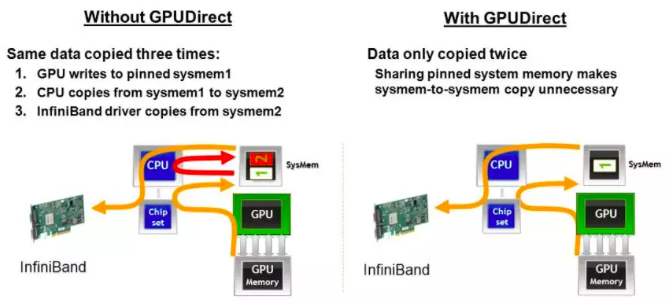 Without GPUDirect
Same data copied three times:
1. GPU writes to pinned sysmem1
2. CPU copies from sysmem1 to sysmem2
3. InfiniBand driver copies from sysmem2
CPU
2
1
SysMem
Chip
set
GPU
InfiniBand
GPU
Memory
With GPUDirect
Data only copied twice
Sharing pinned system memory makes
sysmem-to-sysmem copy unnecessary
CPU
1
SysMem
Chip
set
GPU
InfiniBand
GPU
Memory